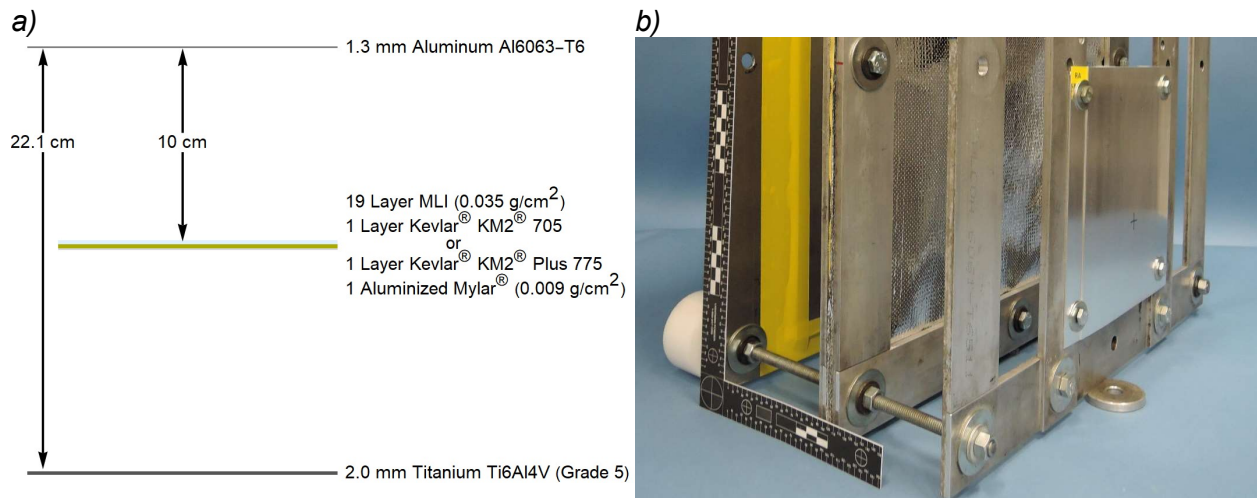 a)
1.3 mm Aluminum Al6063–T6
22.1 cm
10 cm
19 Layer MLI (0.035 g/cm²)
1 Layer Kevlar® KM2® 705
or
1 Layer Kevlar® KM2® Plus 775
1 Aluminized Mylar® (0.009 g/cm²)
2.0 mm Titanium Ti6Al4V (Grade 5)
b)